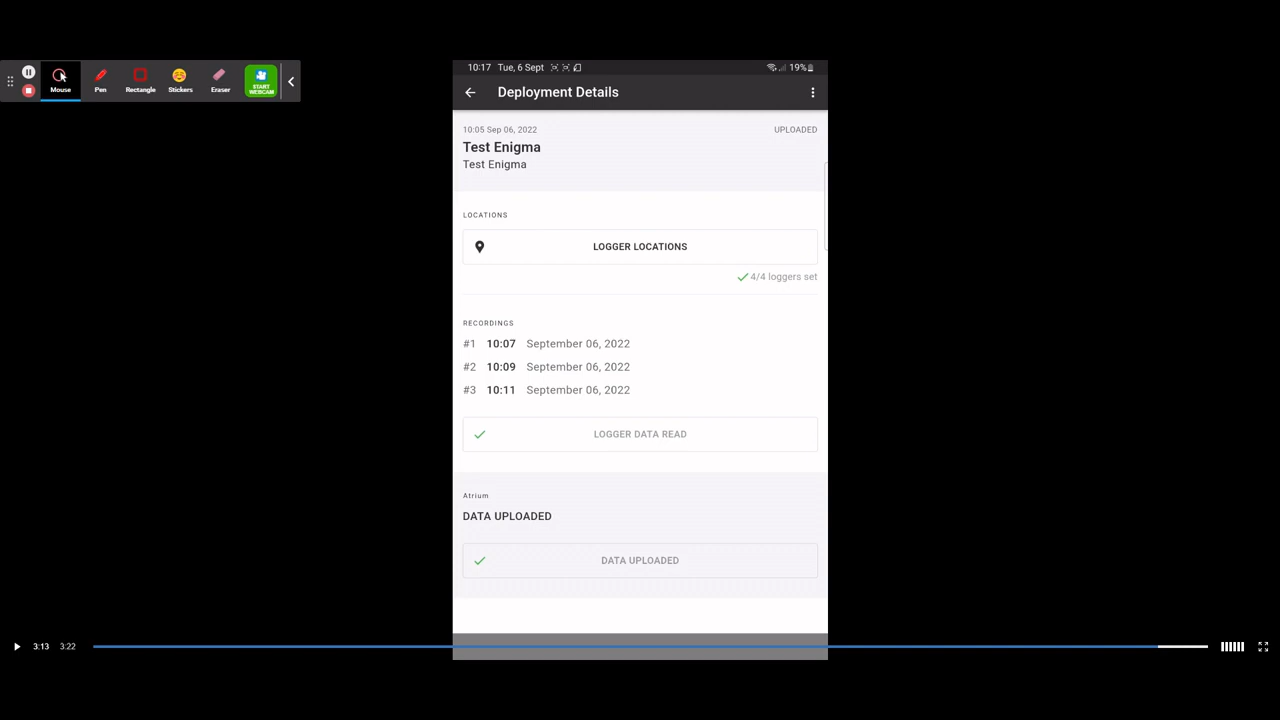 Mouse
Pen
Rectangle
Stickers
Eraser
START
WEBCAM
10:17 Tue, 6 Sept 19%
Deployment Details
10:05 Sep 06, 2022 UPLOADED
Test Enigma
Test Enigma
LOCATIONS
LOGGER LOCATIONS
4/4 loggers set
RECORDINGS
#1 10:07 September 06, 2022
#2 10:09 September 06, 2022
#3 10:11 September 06, 2022
LOGGER DATA READ
Atrium
DATA UPLOADED
DATA UPLOADED
3:13 3:22